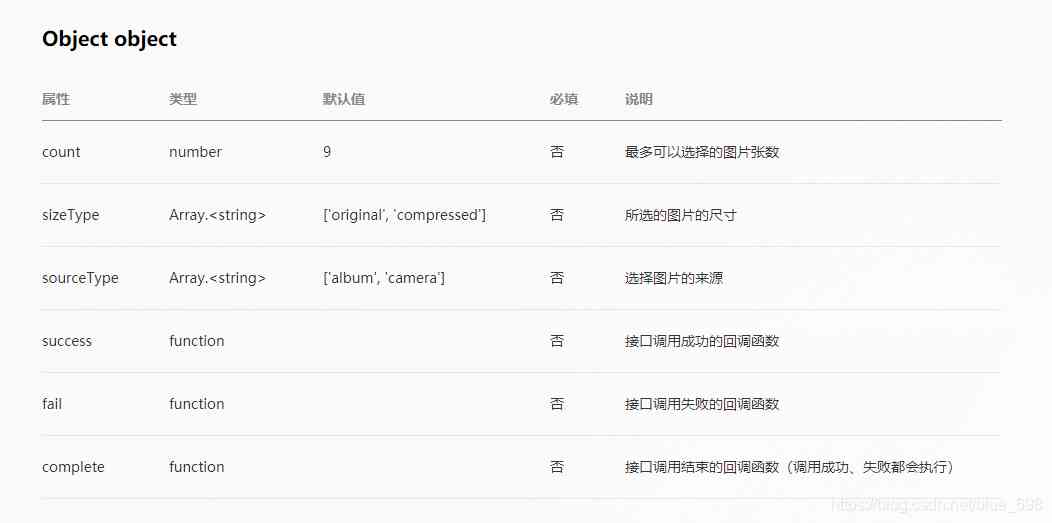 Object object
属性 类型 默认值 必填 说明
count number 9 否 最多可以选择的图片张数
sizeType Array.<string> ['original', 'compressed'] 否 所选的图片的尺寸
sourceType Array.<string> ['album', 'camera'] 否 选择图片的来源
success function 否 接口调用成功的回调函数
fail function 否 接口调用失败的回调函数
complete function 否 接口调用结束的回调函数（调用成功、失败都会执行）
https://blog.csdn.net/blue_698